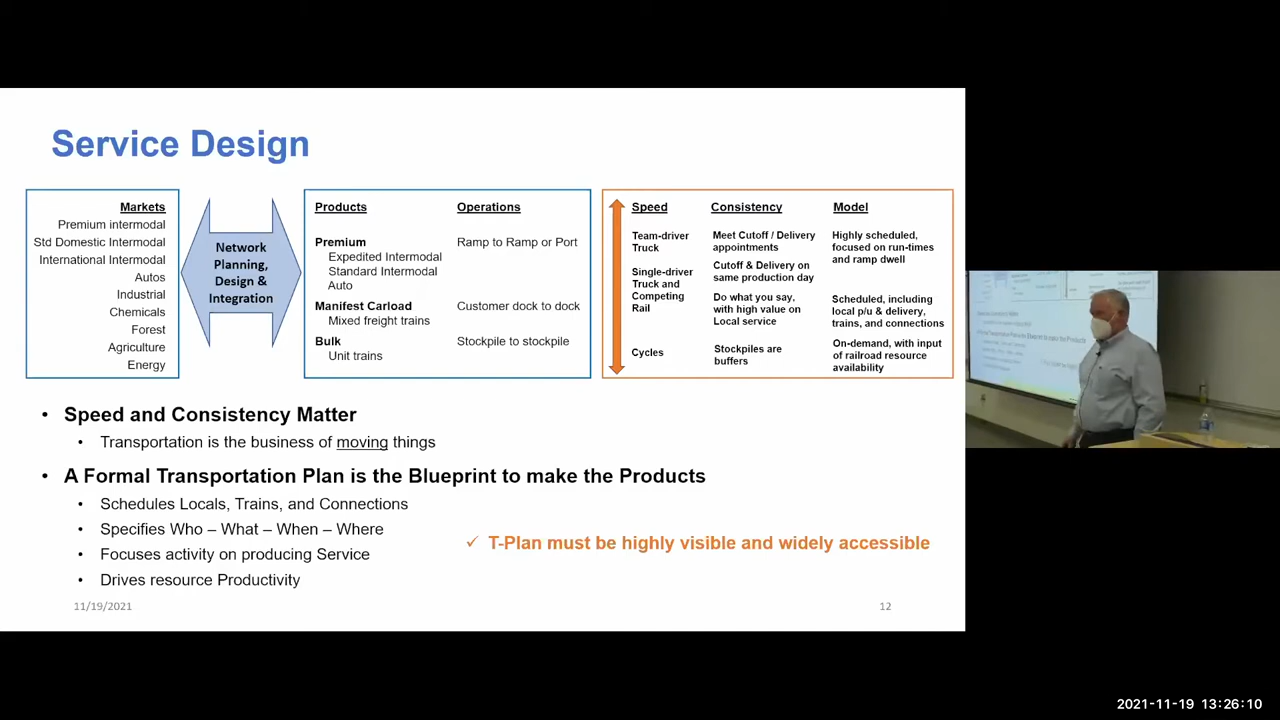 Service Design
Markets
Premium intermodal
Std Domestic Intermodal
International Intermodal
Autos
Industrial
Chemicals
Forest
Agriculture
Energy
Network
Planning,
Design &
Integration
Products
Operations
Premium
Ramp to Ramp or Port
Expedited Intermodal
Standard Intermodal
Auto
Manifest Carload
Customer dock to dock
Mixed freight trains
Bulk
Stockpile to stockpile
Unit trains
Speed
Consistency
Model
Team-driver
Truck
Meet Cutoff / Delivery
appointments
Highly scheduled,
focused on run-times
and ramp dwell
Single-driver
Truck and
Competing
Rail
Cutoff & Delivery on
same production day
Do what you say,
with high value on
Local service
Scheduled, including
local p/u & delivery,
trains, and connections
Cycles
Stockpiles are
buffers
On-demand, with input
of railroad resource
availability
• Speed and Consistency Matter
• Transportation is the business of moving things
• A Formal Transportation Plan is the Blueprint to make the Products
• Schedules Locals, Trains, and Connections
• Specifies Who – What – When – Where
• Focuses activity on producing Service
• Drives resource Productivity
✓ T-Plan must be highly visible and widely accessible
11/19/2021
12
2021-11-19 13:26:10